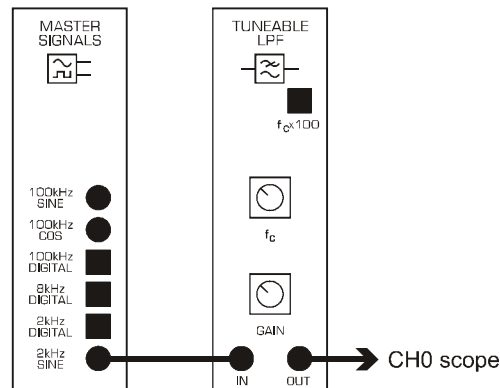 MASTER
SIGNALS
100kHz
SINE
100kHz
COS
100kHz
DIGITAL
8kHz
DIGITAL
2kHz
DIGITAL
2kHz
SINE
TUNEABLE
LPF
fcx100
fc
GAIN
IN
OUT
CH0 scope